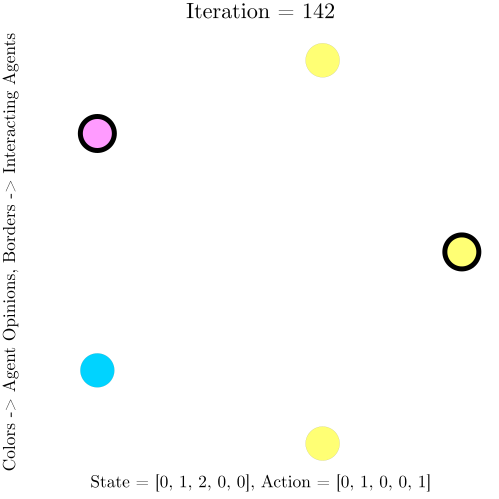 Iteration = 142
Colors -> Agent Opinions, Borders -> Interacting Agents
State = [0, 1, 2, 0, 0], Action = [0, 1, 0, 0, 1]